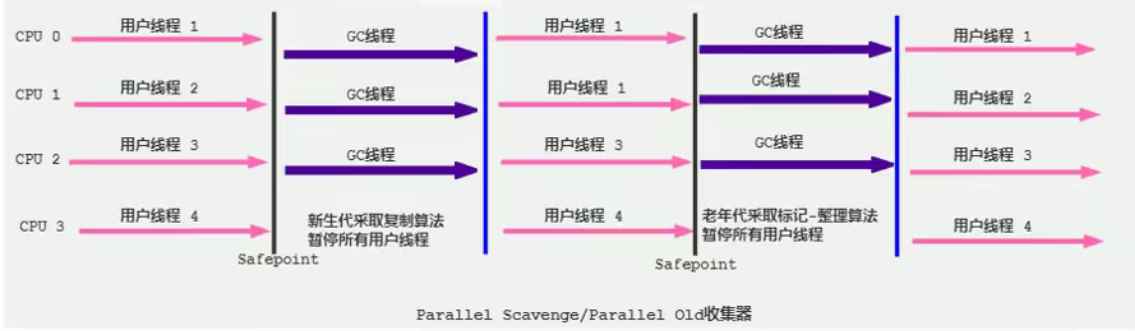 CPU 0 用户线程 1 GC线程 用户线程 1 GC线程 用户线程 1
CPU 1 用户线程 2 GC线程 用户线程 1 GC线程 用户线程 2
CPU 2 用户线程 3 GC线程 用户线程 3 GC线程 用户线程 3
CPU 3 用户线程 4 新生代采取复制算法 用户线程 4 老年代采取标记-整理算法 用户线程 4
暂停所有用户线程 暂停所有用户线程
Safepoint Safepoint
Parallel Scavenge/Parallel Old收集器